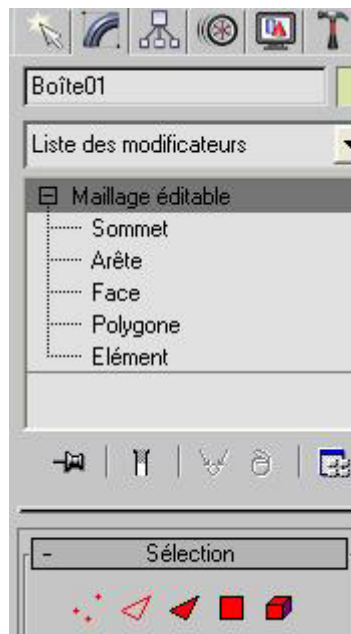 Boîte01
Liste des modificateurs
Maillage éditable
Sommet
Arête
Face
Polygone
Elément
Sélection